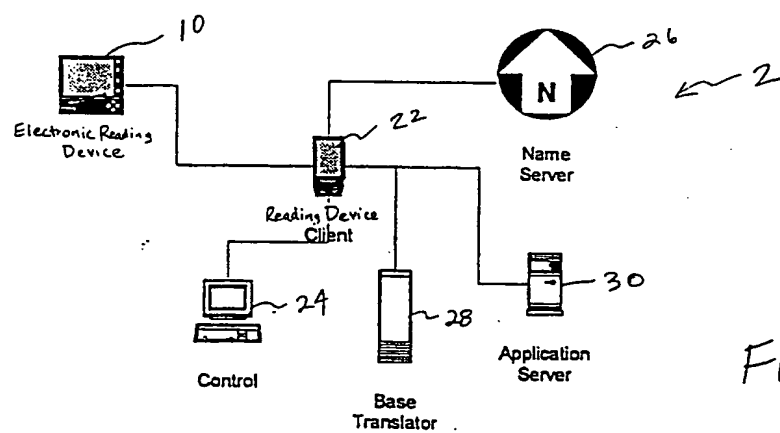 10
Electronic Reading
Device
22
Reading Device
Client
N
26
2
Name
Server
24
Control
28
Base
Translator
30
Application
Server